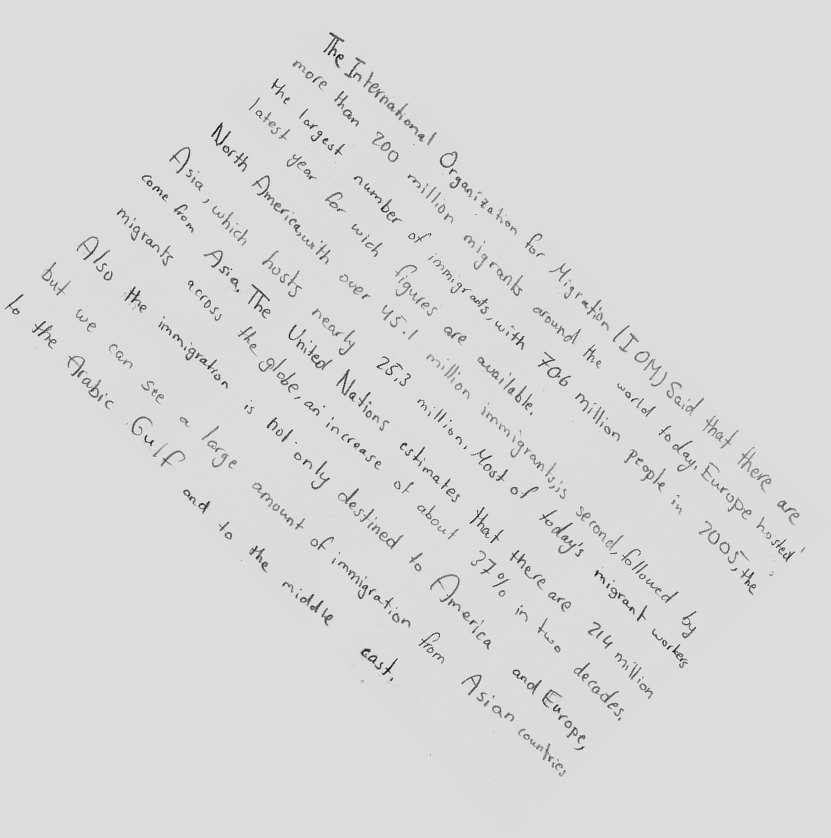 The International Organization for Migration (IOM) Said that there are
more than 200 million migrants around the world today. Europe hosted
the largest number of immigrants, with 706 million people in 2005, the
latest year for wich figures are available.
North America, with over 45.1 million immigrants, is second, followed by
Asia, which hosts nearly 25.3 million. Most of today's migrant workers
come from Asia. The United Nations estimates that there are 214 million
migrants across the globe, an increase of about 37% in two decades.
Also the immigration is not only destined to America and Europe,
but we can see a large amount of immigration from Asian countries
to the Arabic Gulf and to the middle east.